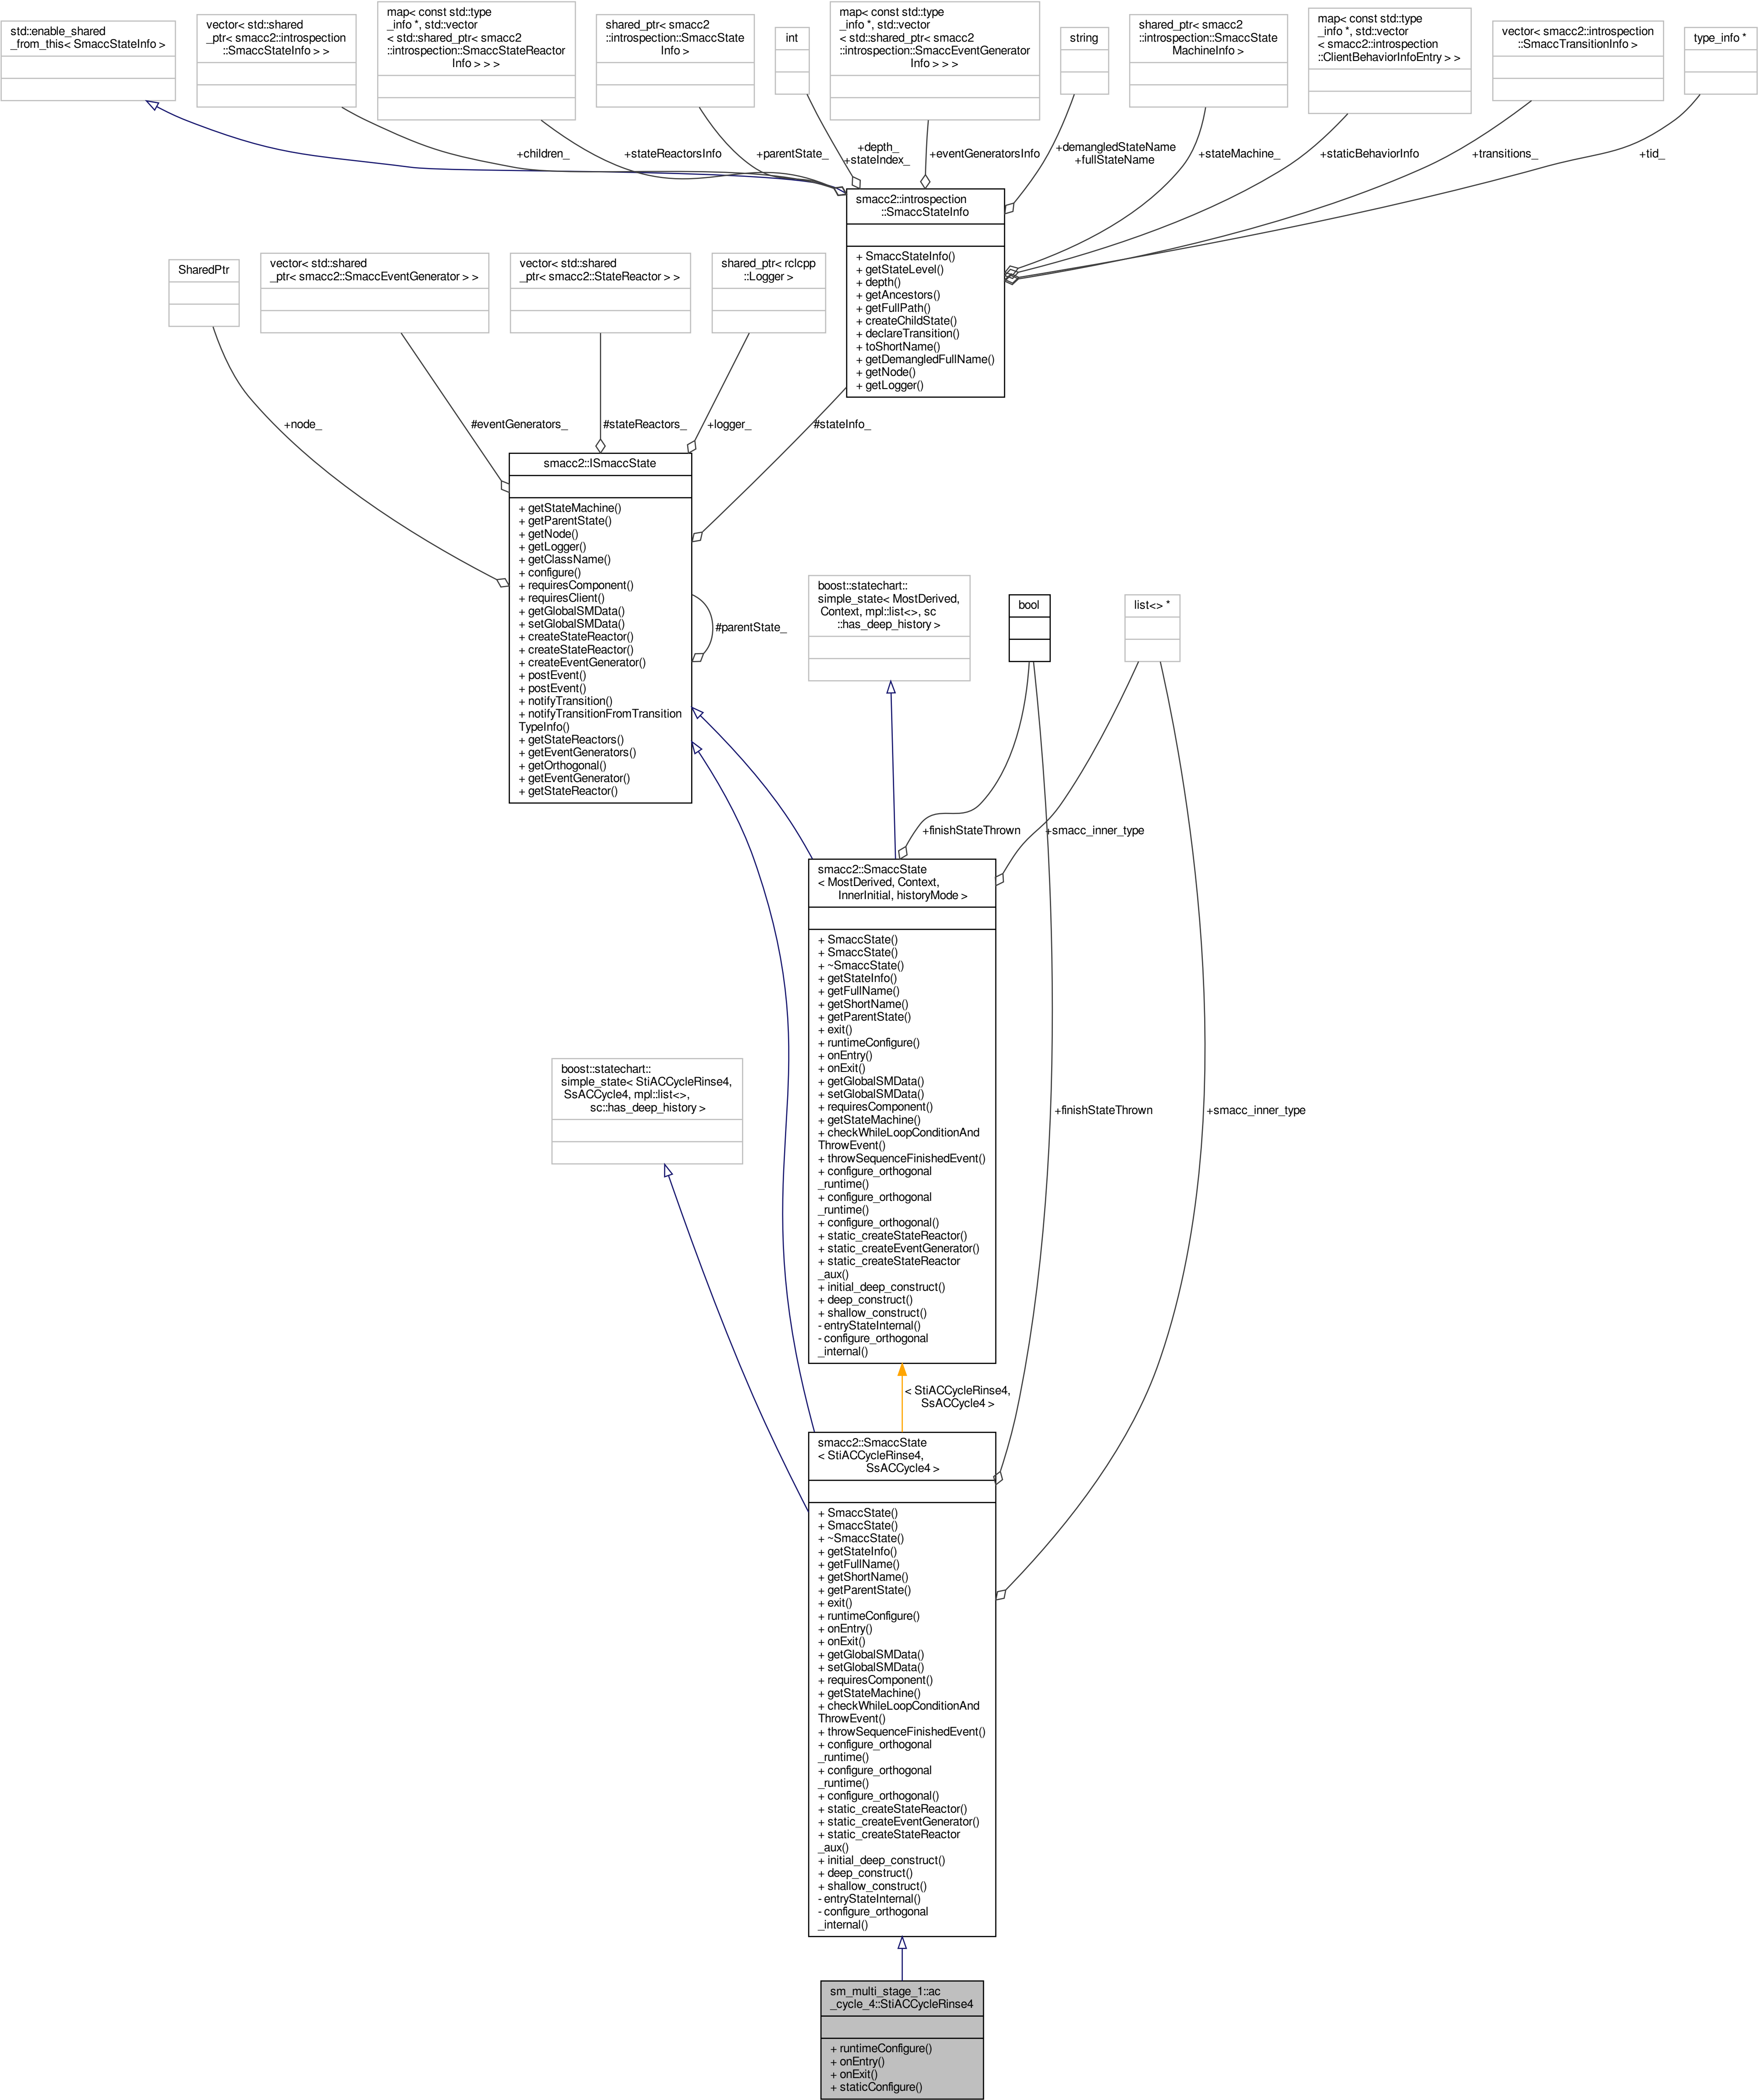 std::enable_shared
_from_this< SmaccStateInfo >
vector< std::shared
_ptr< smacc2::introspection
::SmaccStateInfo > >
map< const std::type
_info *, std::vector
< std::shared_ptr< smacc2
::introspection::SmaccStateReactor
Info > > >
shared_ptr< smacc2
::introspection::SmaccState
Info >
int
map< const std::type
_info *, std::vector
< std::shared_ptr< smacc2
::introspection::SmaccEventGenerator
Info > > >
string
shared_ptr< smacc2
::introspection::SmaccState
MachineInfo >
map< const std::type
_info *, std::vector
< smacc2::introspection
::ClientBehaviorInfoEntry > >
vector< smacc2::introspection
::SmaccTransitionInfo >
type_info *
+children_
+stateReactorsInfo
+parentState_
+depth_
+stateIndex_
+eventGeneratorsInfo
+demangledStateName
+fullStateName
+stateMachine_
+staticBehaviorInfo
+transitions_
+tid_
smacc2::introspection
::SmaccStateInfo
+ SmaccStateInfo()
+ getStateLevel()
+ depth()
+ getAncestors()
+ getFullPath()
+ createChildState()
+ declareTransition()
+ toShortName()
+ getDemangledFullName()
+ getNode()
+ getLogger()
SharedPtr
vector< std::shared
_ptr< smacc2::SmaccEventGenerator > >
vector< std::shared
_ptr< smacc2::StateReactor > >
shared_ptr< rclcpp
::Logger >
+node_
#eventGenerators_
#stateReactors_
+logger_
#stateInfo_
smacc2::ISmaccState
+ getStateMachine()
+ getParentState()
+ getNode()
+ getLogger()
+ getClassName()
+ configure()
+ requiresComponent()
+ requiresClient()
+ getGlobalSMData()
+ setGlobalSMData()
+ createStateReactor()
+ createStateReactor()
+ createEventGenerator()
+ postEvent()
+ postEvent()
+ notifyTransition()
+ notifyTransitionFromTransition
TypeInfo()
+ getStateReactors()
+ getEventGenerators()
+ getOrthogonal()
+ getEventGenerator()
+ getStateReactor()
#parentState_
boost::statechart::
simple_state< MostDerived,
Context, mpl::list<>, sc
::has_deep_history >
bool
list<> *
+finishStateThrown
+smacc_inner_type
smacc2::SmaccState
< MostDerived, Context,
InnerInitial, historyMode >
+ SmaccState()
+ SmaccState()
+ ~SmaccState()
+ getStateInfo()
+ getFullName()
+ getShortName()
+ getParentState()
+ exit()
+ runtimeConfigure()
+ onEntry()
+ onExit()
+ getGlobalSMData()
+ setGlobalSMData()
+ requiresComponent()
+ getStateMachine()
+ checkWhileLoopConditionAnd
ThrowEvent()
+ throwSequenceFinishedEvent()
+ configure_orthogonal
_runtime()
+ configure_orthogonal
_runtime()
+ configure_orthogonal()
+ static_createStateReactor()
+ static_createEventGenerator()
+ static_createStateReactor
_aux()
+ initial_deep_construct()
+ deep_construct()
+ shallow_construct()
- entryStateInternal()
- configure_orthogonal
_internal()
boost::statechart::
simple_state< StiACCycleRinse4,
SsACCycle4, mpl::list<>,
sc::has_deep_history >
+finishStateThrown
+smacc_inner_type
< StiACCycleRinse4,
SsACCycle4 >
smacc2::SmaccState
< StiACCycleRinse4,
SsACCycle4 >
+ SmaccState()
+ SmaccState()
+ ~SmaccState()
+ getStateInfo()
+ getFullName()
+ getShortName()
+ getParentState()
+ exit()
+ runtimeConfigure()
+ onEntry()
+ onExit()
+ getGlobalSMData()
+ setGlobalSMData()
+ requiresComponent()
+ getStateMachine()
+ checkWhileLoopConditionAnd
ThrowEvent()
+ throwSequenceFinishedEvent()
+ configure_orthogonal
_runtime()
+ configure_orthogonal
_runtime()
+ configure_orthogonal()
+ static_createStateReactor()
+ static_createEventGenerator()
+ static_createStateReactor
_aux()
+ initial_deep_construct()
+ deep_construct()
+ shallow_construct()
- entryStateInternal()
- configure_orthogonal
_internal()
sm_multi_stage_1::ac
_cycle_4::StiACCycleRinse4
+ runtimeConfigure()
+ onEntry()
+ onExit()
+ staticConfigure()